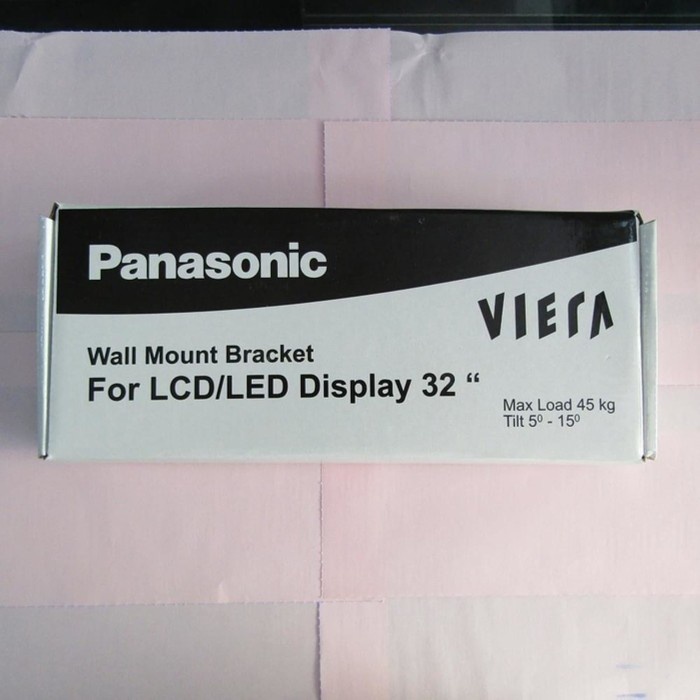 Panasonic
VIERA
Wall Mount Bracket
For LCD/LED Display 32 “
Max Load 45 kg
Tilt 5⁰ - 15⁰